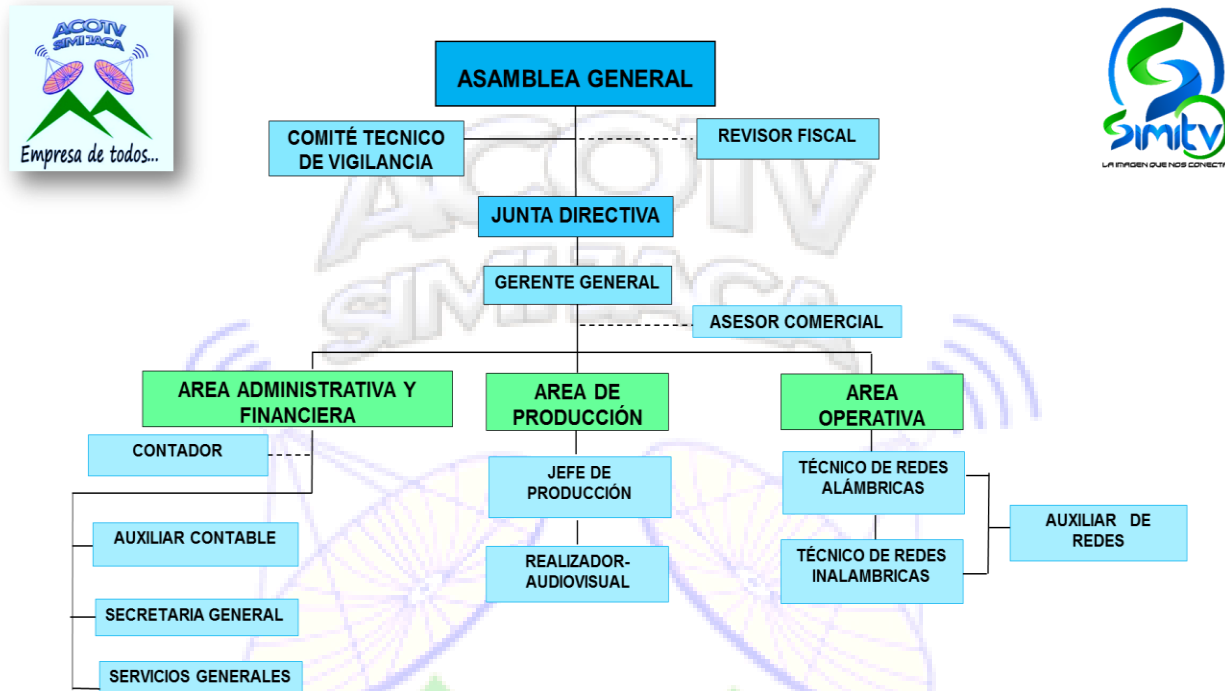 ACOTV
SIMIJACA
Empresa de todos...
Simitv
LA IMAGEN QUE NOS CONECTA
ASAMBLEA GENERAL
COMITÉ TECNICO
DE VIGILANCIA
REVISOR FISCAL
ACOTV
SIMIJACA
JUNTA DIRECTIVA
GERENTE GENERAL
ASESOR COMERCIAL
AREA ADMINISTRATIVA Y
FINANCIERA
AREA DE
PRODUCCIÓN
AREA
OPERATIVA
CONTADOR
JEFE DE
PRODUCCIÓN
TÉCNICO DE REDES
ALÁMBRICAS
AUXILIAR CONTABLE
REALIZADOR-
AUDIOVISUAL
TÉCNICO DE REDES
INALAMBRICAS
AUXILIAR DE
REDES
SECRETARIA GENERAL
SERVICIOS GENERALES